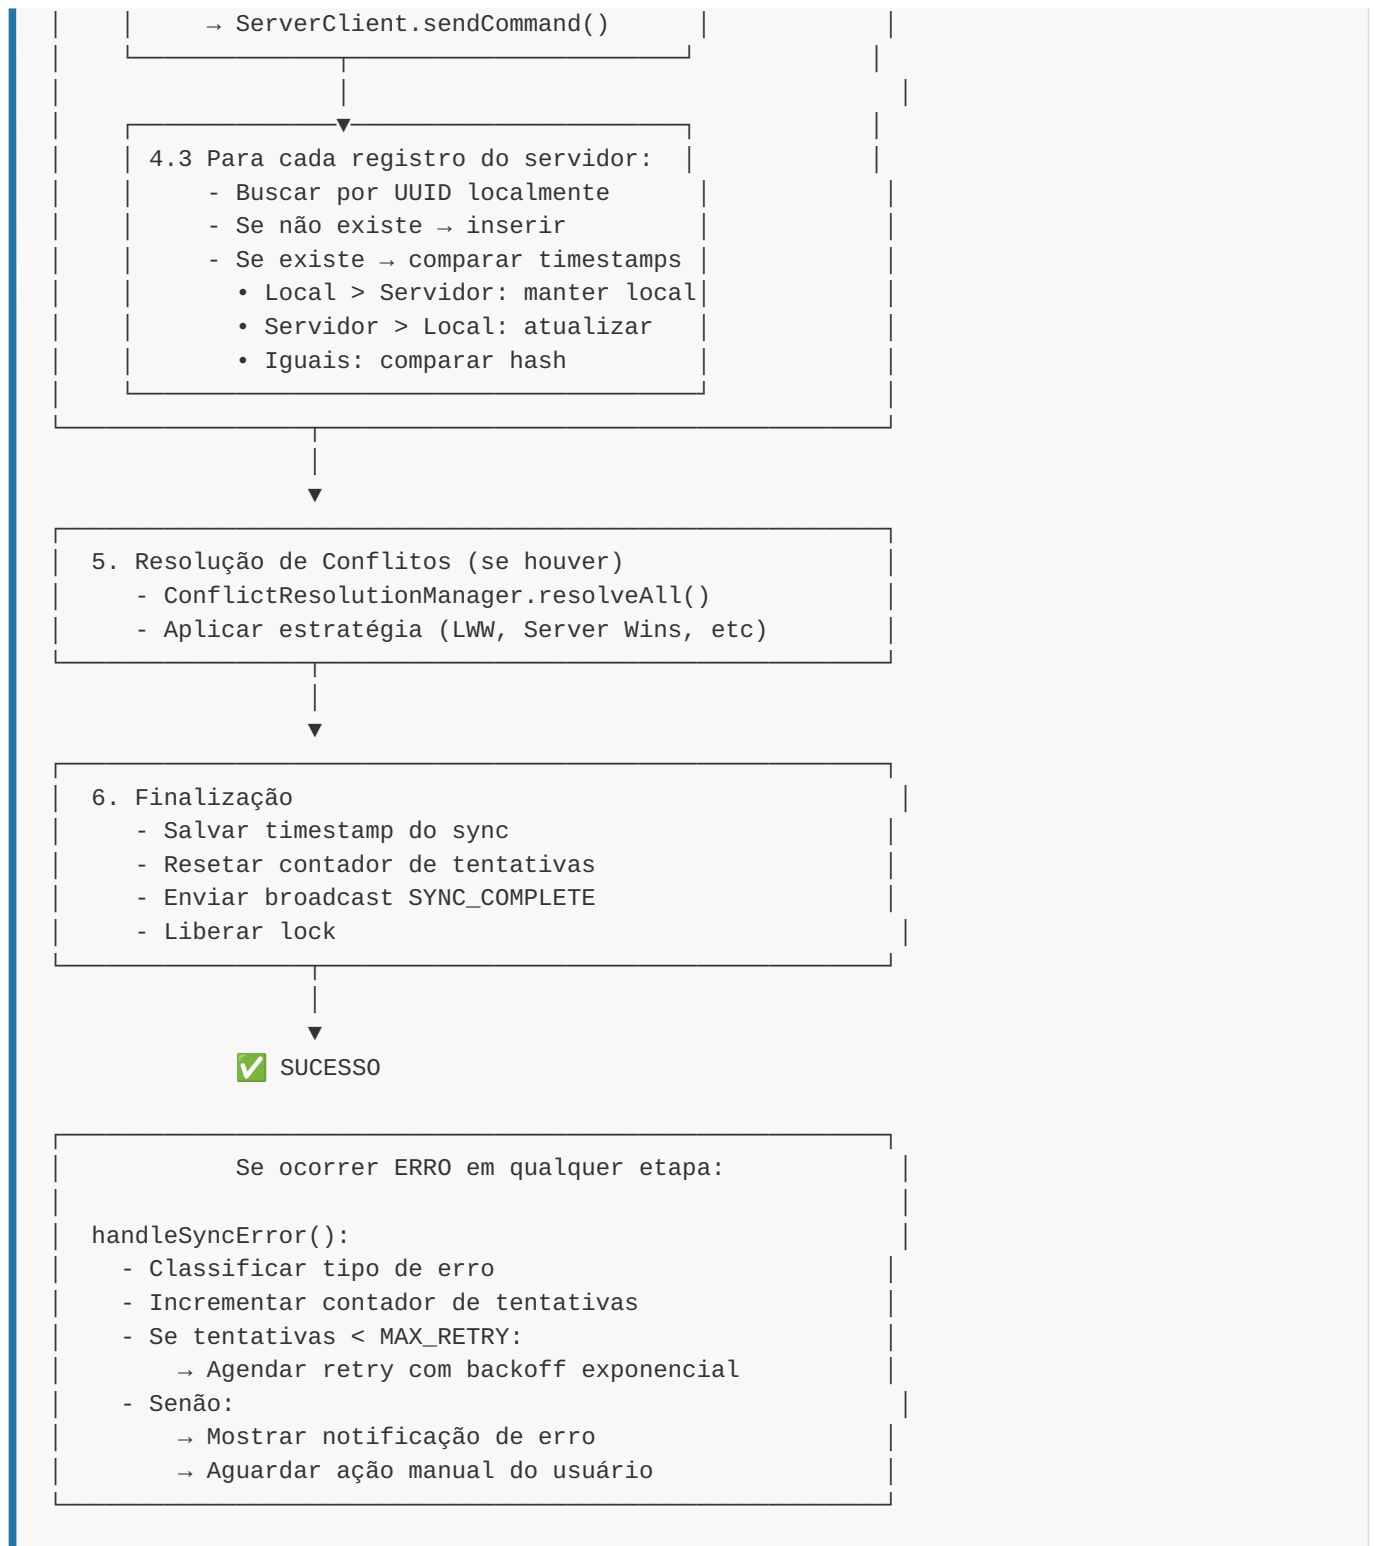 → ServerClient.sendCommand()
4.3 Para cada registro do servidor:
- Buscar por UUID localmente
- Se não existe → inserir
- Se existe → comparar timestamps
• Local > Servidor: manter local
• Servidor > Local: atualizar
• Iguais: comparar hash
5. Resolução de Conflitos (se houver)
- ConflictResolutionManager.resolveAll()
- Aplicar estratégia (LWW, Server Wins, etc)
6. Finalização
- Salvar timestamp do sync
- Resetar contador de tentativas
- Enviar broadcast SYNC_COMPLETE
- Liberar lock
✅ SUCESSO
Se ocorrer ERRO em qualquer etapa:
handleSyncError():
- Classificar tipo de erro
- Incrementar contador de tentativas
- Se tentativas < MAX_RETRY:
→ Agendar retry com backoff exponencial
- Senão:
→ Mostrar notificação de erro
→ Aguardar ação manual do usuário